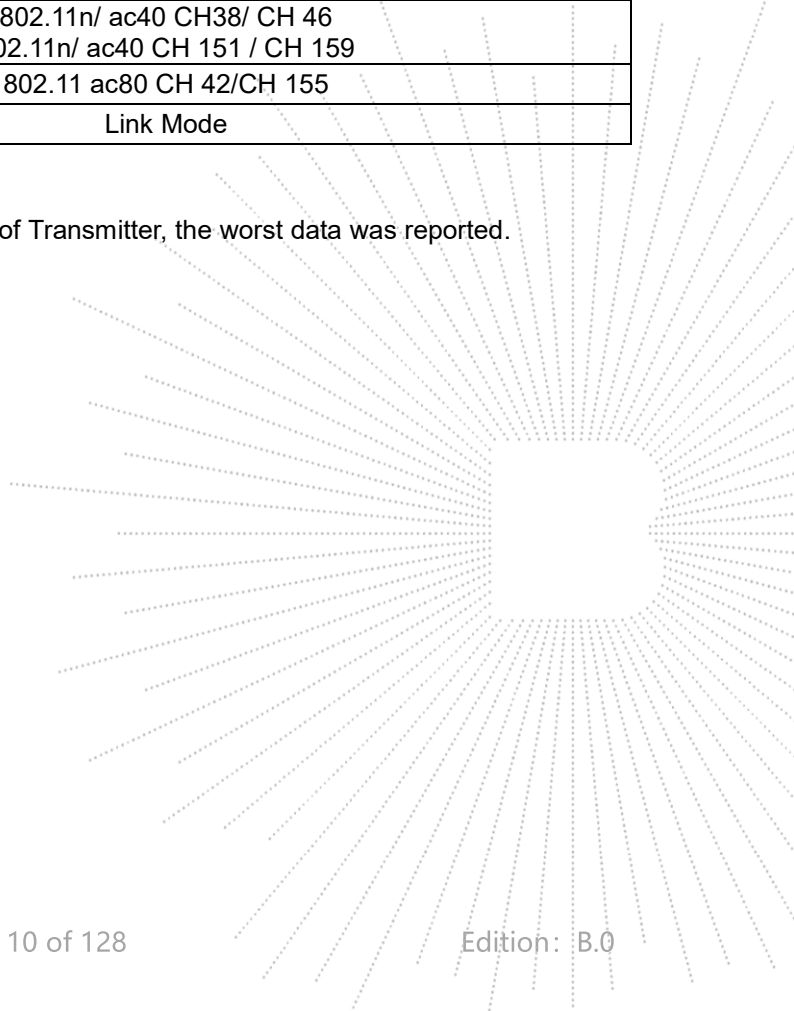 802.11n/ ac40 CH38/ CH 46
02.11n/ ac40 CH 151 / CH 159
802.11 ac80 CH 42/CH 155
Link Mode
of Transmitter, the worst data was reported.
10 of 128
Edition: B.0